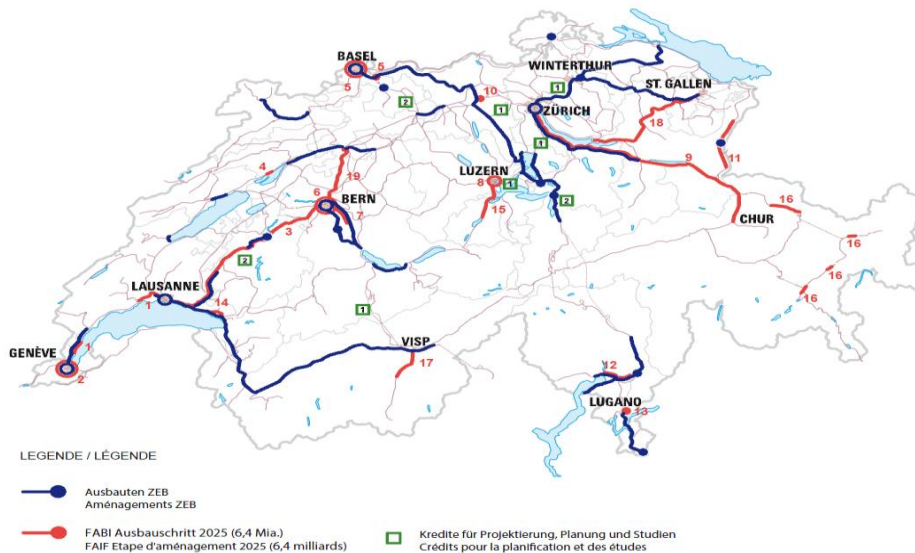 BASEL
5
5
WINTERTHUR
ST. GALLEN
10
1
2
1
ZÜRICH
18
1
4
9
11
LUZERN
8
1
19
6
BERN
7
15
2
16
CHUR
3
16
2
LAUSANNE
1
14
16
16
1
VISP
17
GENÈVE
1
2
12
LUGANO
13
LEGENDE / LÉGENDE
Ausbauten ZEB
Aménagements ZEB
FABI Ausbauschritt 2025 (6,4 Mia.)
FAIF Etape d'aménagement 2025 (6,4 milliards)
1
Kredite für Projektierung, Planung und Studien
Crédits pour la planification et des études